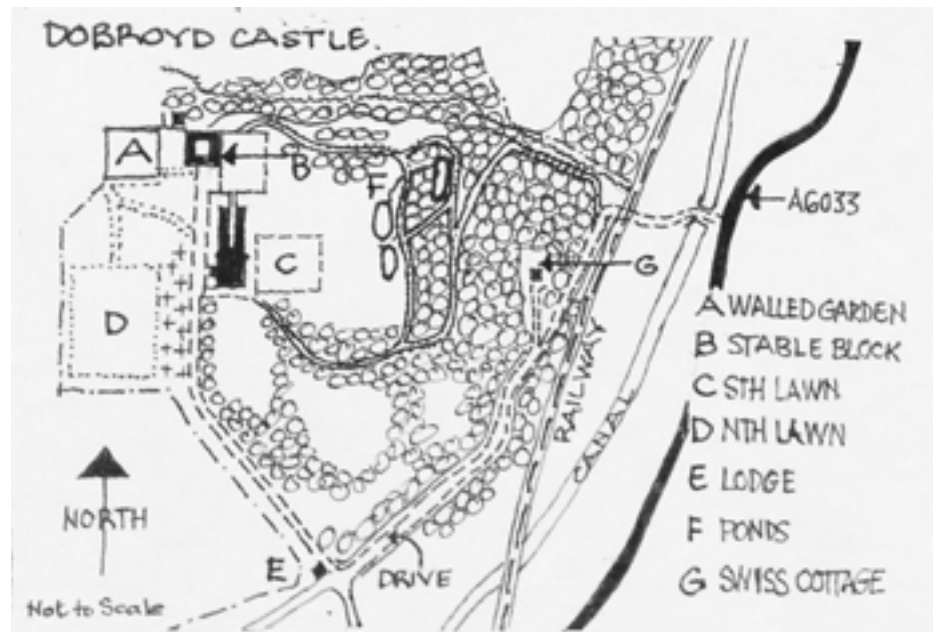 DOBROYD CASTLE.
A
B
F
A6033
C
G
D
A WALLED GARDEN
B STABLE BLOCK
C STH LAWN
D NTH LAWN
E LODGE
F PONDS
G SWISS COTTAGE
RAILWAY
CANAL
NORTH
E
DRIVE
Not to Scale